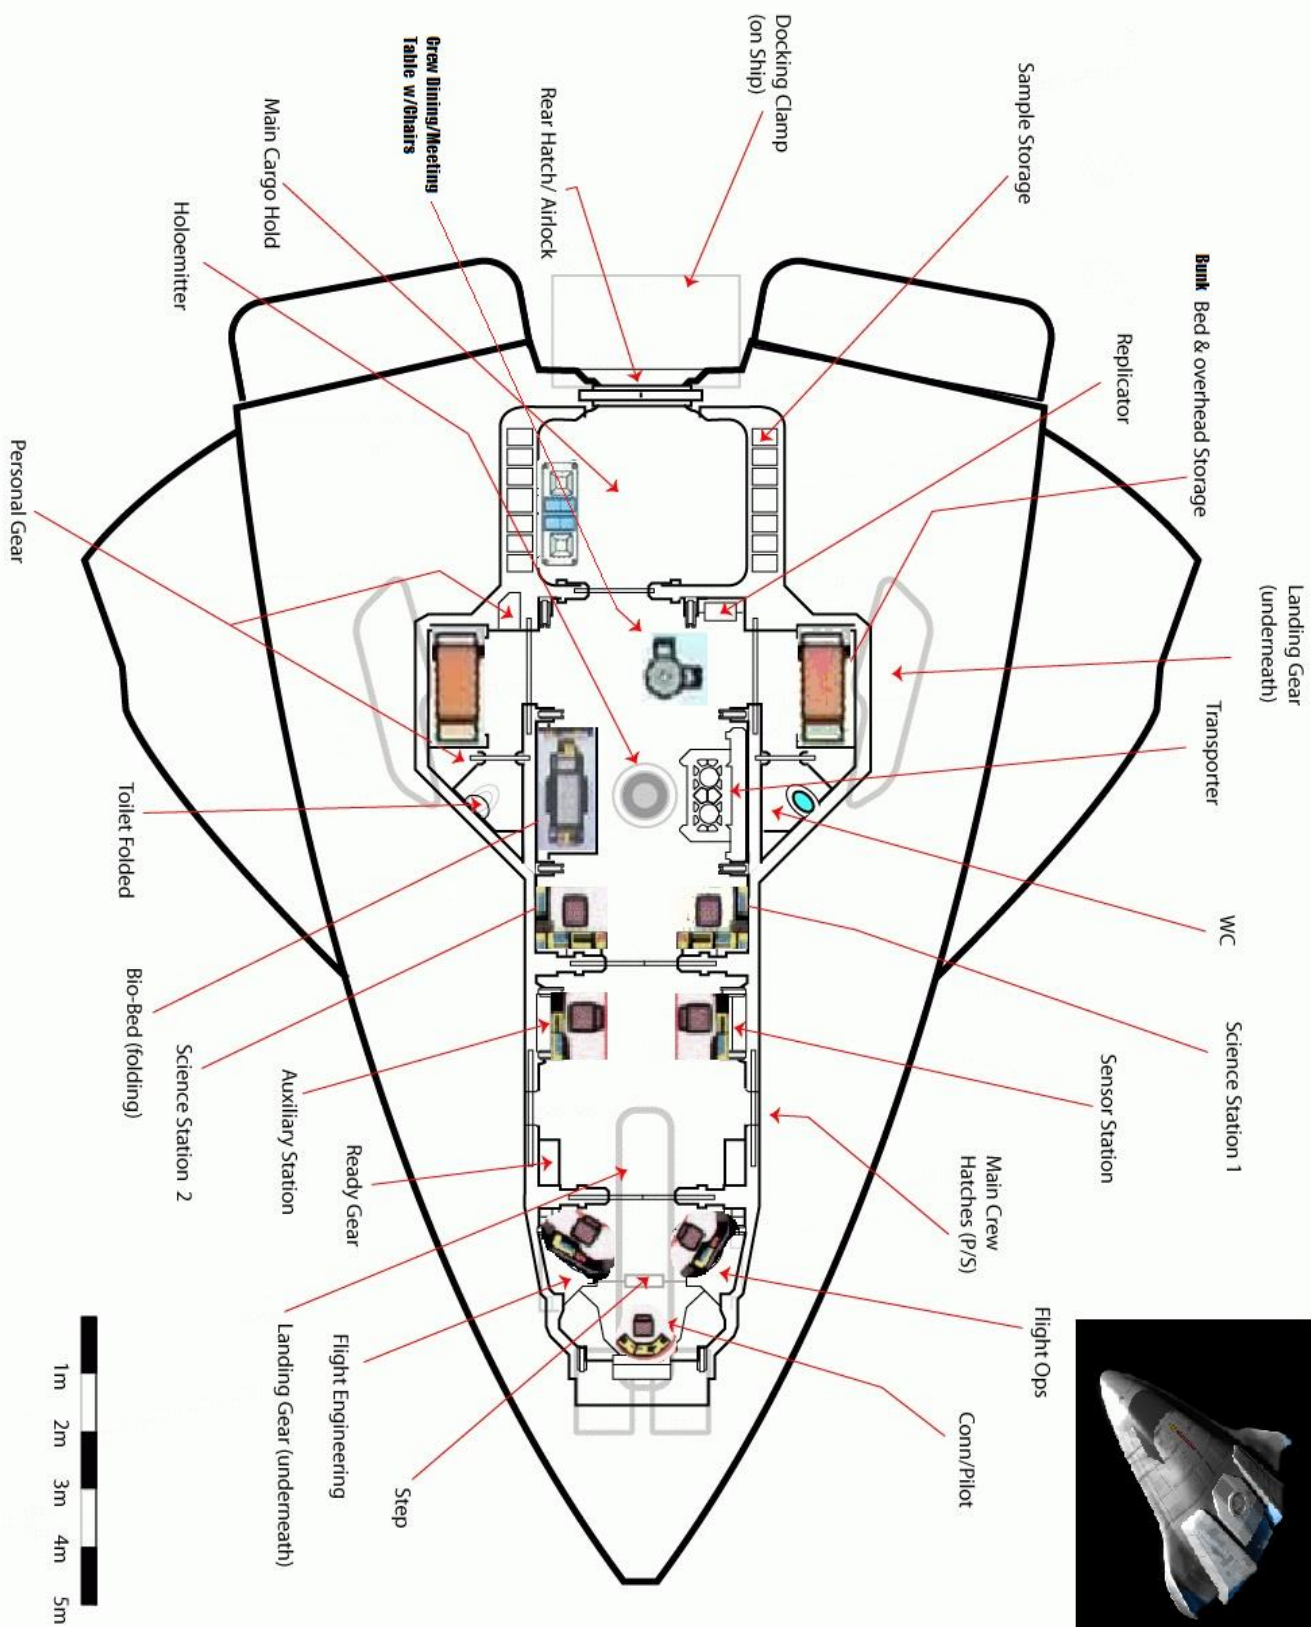 Docking Clamp
(on Ship)
Sample Storage
Crew Dining/Meeting
Table w/Chairs
Rear Hatch/ Airlock
Main Cargo Hold
Holoemitter
Bunk Bed & overhead Storage
Replicator
Personal Gear
Landing Gear
(underneath)
Transporter
Toilet Folded
WC
Bio-Bed (folding)
Science Station 2
Science Station 1
Auxiliary Station
Sensor Station
Ready Gear
Main Crew
Hatches (P/S)
Landing Gear (underneath)
Flight Engineering
Flight Ops
Step
Conn/Pilot
1m 2m 3m 4m 5m